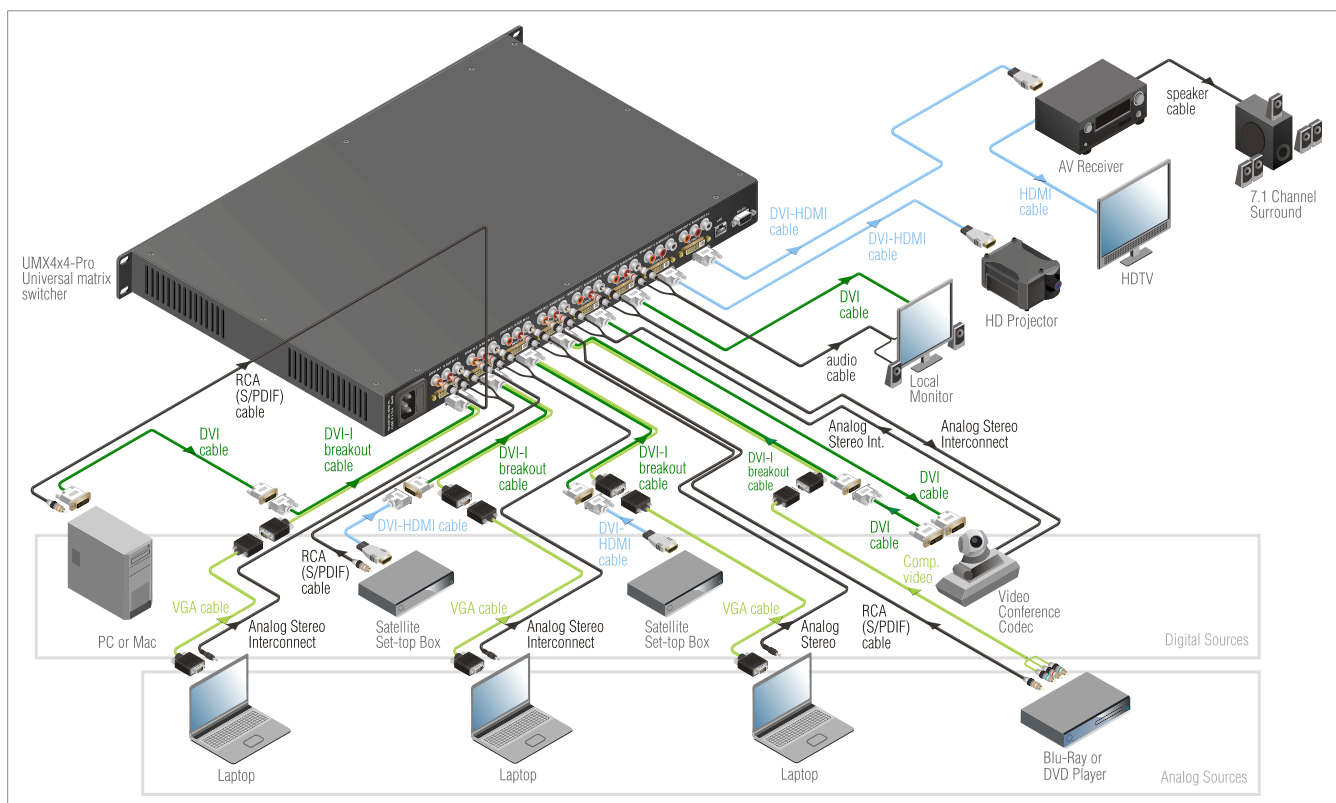 speaker
cable
AV Receiver
7.1 Channel
Surround
HDMI
cable
DVI-HDMI
cable
DVI-HDMI
cable
HDTV
UMX4x4-Pro
Universal matrix
switcher
HD Projector
DVI
cable
audio
cable
Local
Monitor
RCA
(S/PDIF)
cable
DVI
cable
DVI-I
breakout
cable
DVI-I
breakout
cable
DVI-I
breakout
cable
DVI-I
breakout
cable
Analog
Stereo Int.
Analog Stereo
Interconnect
DVI
cable
DVI
cable
DVI-HDMI cable
DVI-
HDMI
cable
RCA
(S/PDIF)
cable
Comp.
video
VGA cable
VGA cable
VGA cable
PC or Mac
Analog Stereo
Interconnect
Satellite
Set-top Box
Analog Stereo
Interconnect
Satellite
Set-top Box
Analog
Stereo
RCA
(S/PDIF)
cable
Video
Conference
Codec
Digital Sources
Laptop
Laptop
Laptop
Blu-Ray or
DVD Player
Analog Sources